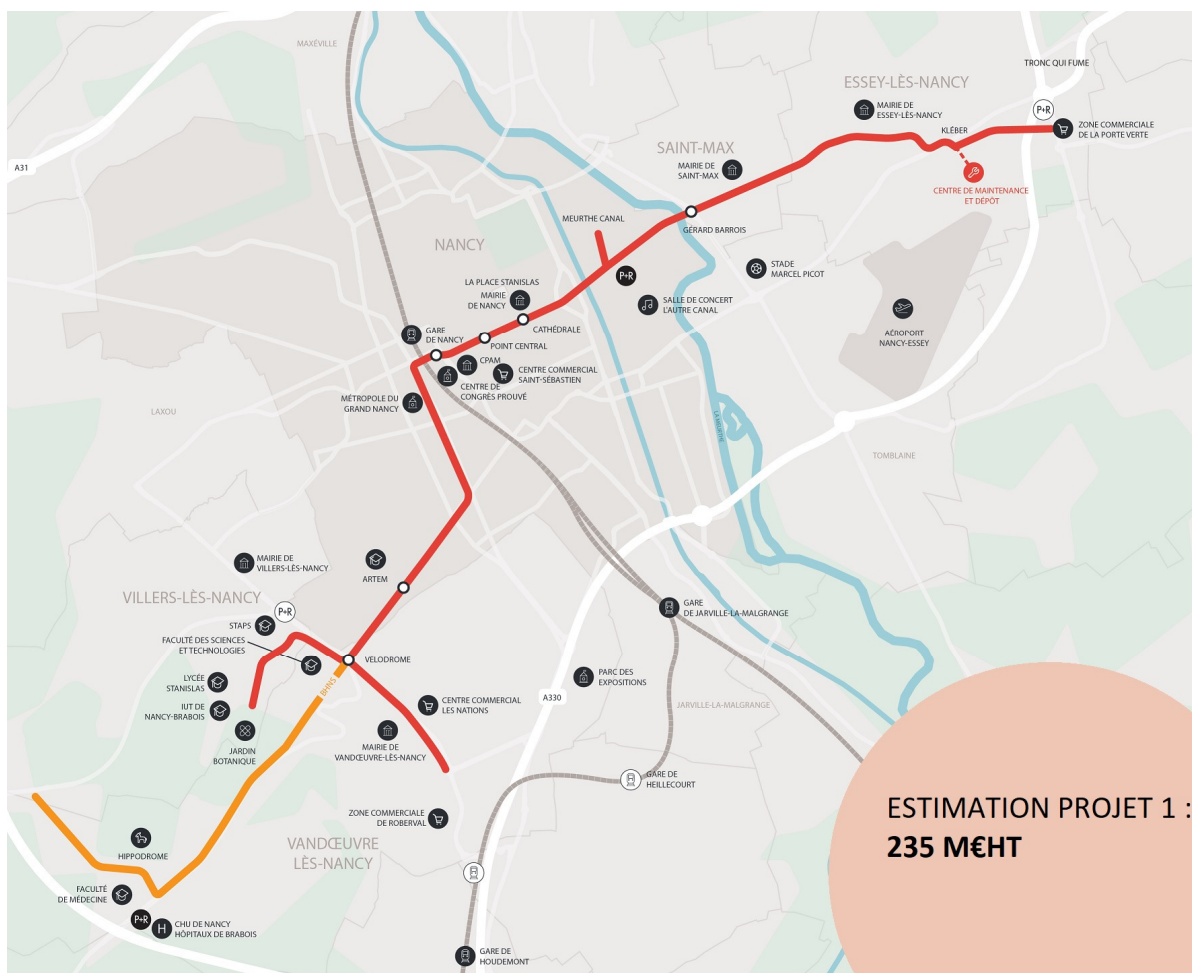 MAXÉVILLE
TRONC QUI FUME
ESSEY-LÈS-NANCY
P+R
MAIRIE DE
ESSEY-LÈS-NANCY
KLÉBER
ZONE COMMERCIALE
DE LA PORTE VERTE
A31
SAINT-MAX
MAIRIE DE
SAINT-MAX
CENTRE DE MAINTENANCE
ET DÉPÔT
MEURTHE CANAL
GÉRARD BARROIS
NANCY
P+R
STADE
MARCEL PICOT
LA PLACE STANISLAS
MAIRIE
DE NANCY
SALLE DE CONCERT
L'AUTRE CANAL
CATHÉDRALE
GARE
DE NANCY
POINT CENTRAL
AÉROPORT
NANCY-ESSEY
CPAM
CENTRE COMMERCIAL
SAINT-SÉBASTIEN
CENTRE DE
CONGRÈS PROUVÉ
MÉTROPOLE DU
GRAND NANCY
LAXOU
LA MEURTHE
TOMBLAINE
MAIRIE DE
VILLERS-LÈS-NANCY
ARTEM
VILLERS-LÈS-NANCY
P+R
GARE
DE JARVILLE-LA-MALGRANGE
STAPS
FACULTÉ DES SCIENCES
ET TECHNOLOGIES
VELODROME
LYCÉE
STANISLAS
BHNS
PARC DES
EXPOSITIONS
IUT DE
NANCY-BRABOIS
CENTRE COMMERCIAL
LES NATIONS
A330
JARVILLE-LA-MALGRANGE
JARDIN
BOTANIQUE
MAIRIE DE
VANDŒUVRE-LÈS-NANCY
GARE DE
HEILLECOURT
ZONE COMMERCIALE
DE ROBERVAL
ESTIMATION PROJET 1 :
235 M€HT
VANDŒUVRE
LÈS-NANCY
HIPPODROME
FACULTÉ
DE MÉDECINE
P+R
H
CHU DE NANCY
HÔPITAUX DE BRABOIS
GARE DE
HOUDEMONT